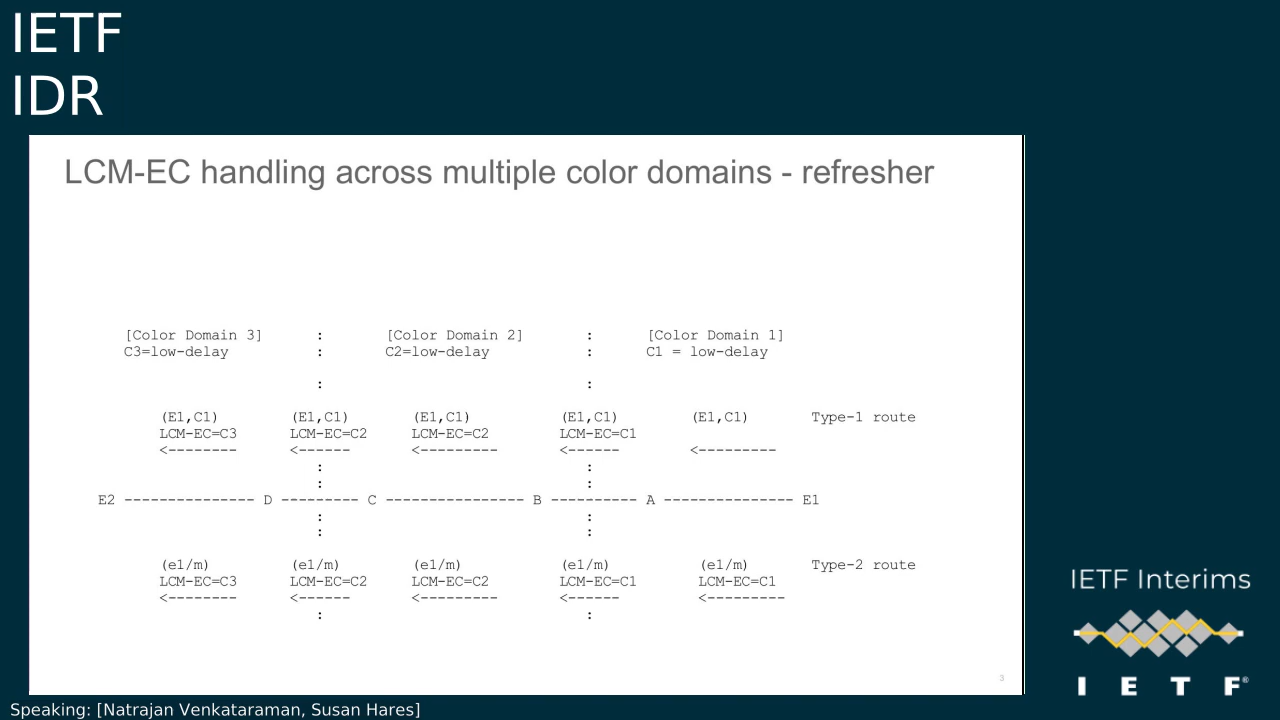 IETF
IDR
LCM-EC handling across multiple color domains - refresher
[Color Domain 3] : [Color Domain 2] : [Color Domain 1]
C3=low-delay : C2=low-delay : C1 = low-delay
: :
(E1,C1) (E1,C1) (E1,C1) (E1,C1) (E1,C1) Type-1 route
LCM-EC=C3 LCM-EC=C2 LCM-EC=C2 LCM-EC=C1
<-------- <------ <--------- <------ <---------
: :
: :
E2 --------------- D --------- C ---------------- B ---------- A --------------- E1
: :
: :
(e1/m) (e1/m) (e1/m) (e1/m) (e1/m) Type-2 route
LCM-EC=C3 LCM-EC=C2 LCM-EC=C2 LCM-EC=C1 LCM-EC=C1
<-------- <------ <--------- <------ <---------
: :
3
IETF Interims
I E T F®
Speaking: [Natrajan Venkataraman, Susan Hares]